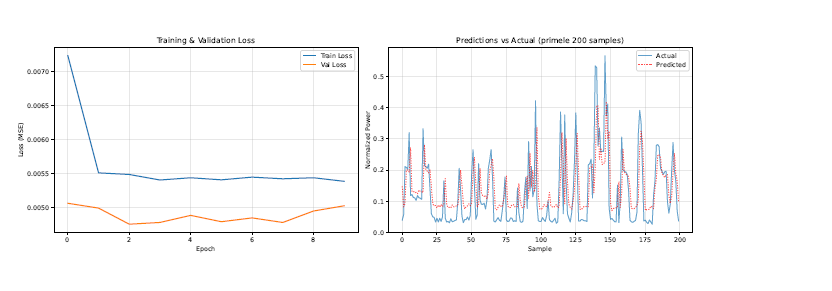 Training & Validation Loss
Loss (MSE)
0.0070
0.0065
0.0060
0.0055
0.0050
0 2 4 6 8
Epoch
Train Loss
Val Loss
Predictions vs Actual (primele 200 samples)
Normalized Power
0.5
0.4
0.3
0.2
0.1
0.0
0 25 50 75 100 125 150 175 200
Sample
Actual
Predicted